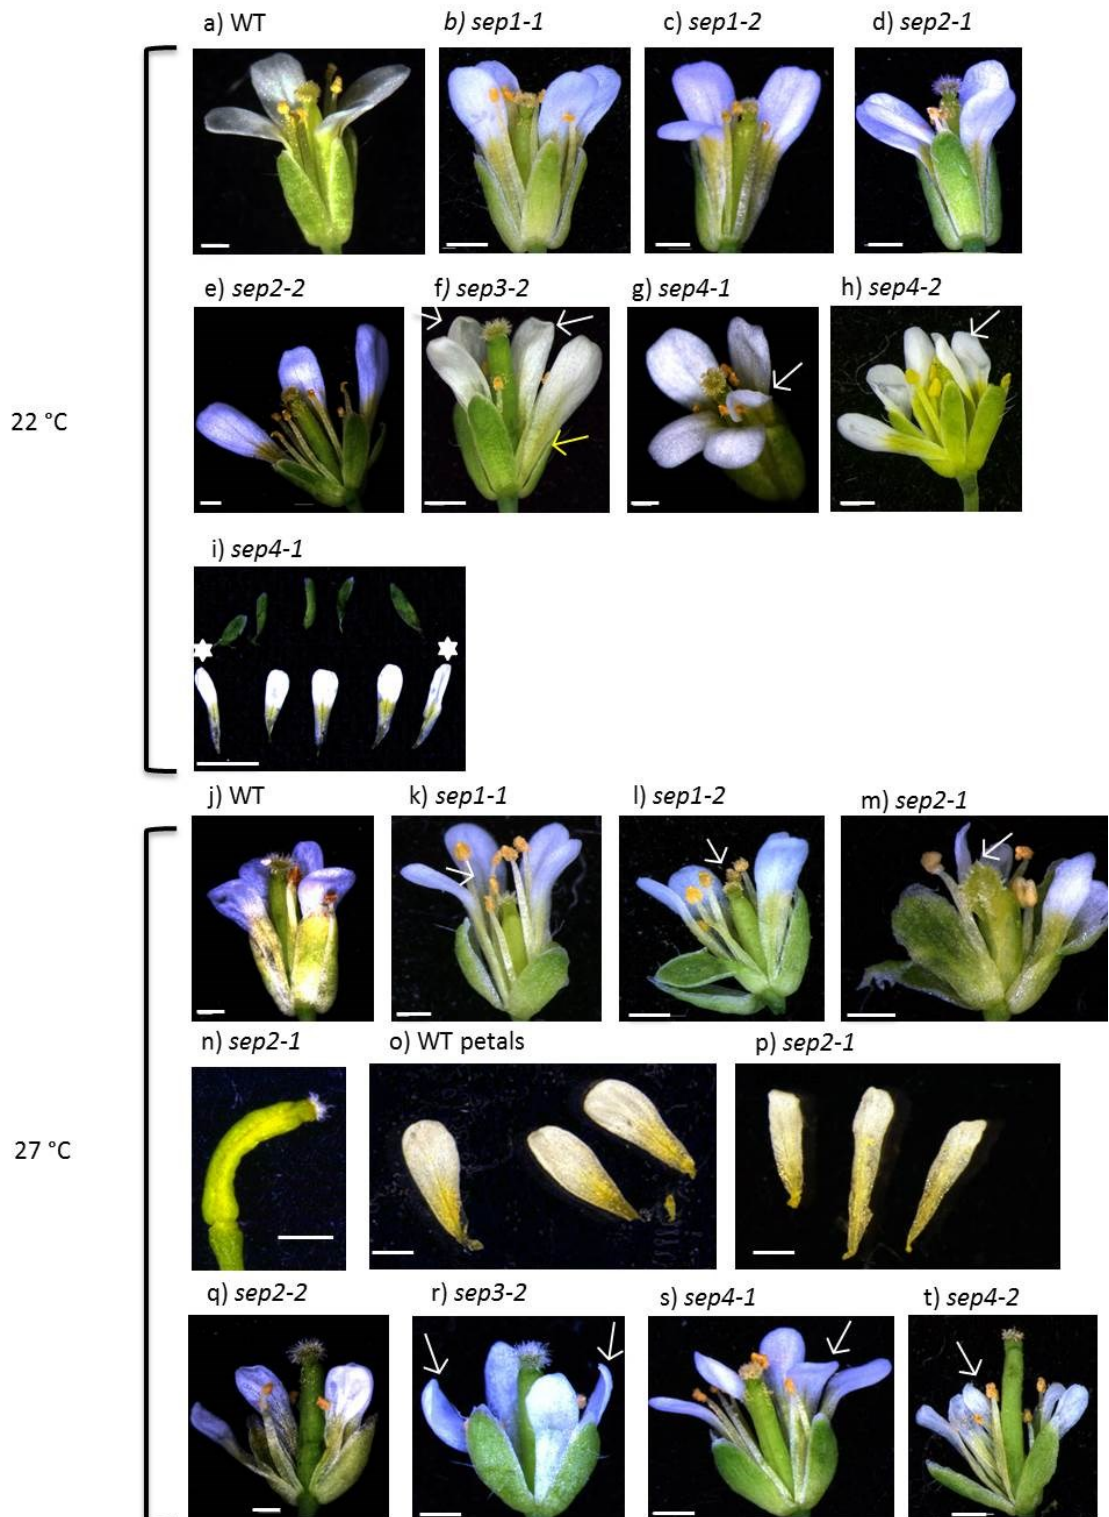 a) WT
b) sep1-1
c) sep1-2
d) sep2-1
e) sep2-2
f) sep3-2
g) sep4-1
h) sep4-2
22 °C
i) sep4-1
j) WT
k) sep1-1
l) sep1-2
m) sep2-1
n) sep2-1
o) WT petals
p) sep2-1
27 °C
q) sep2-2
r) sep3-2
s) sep4-1
t) sep4-2